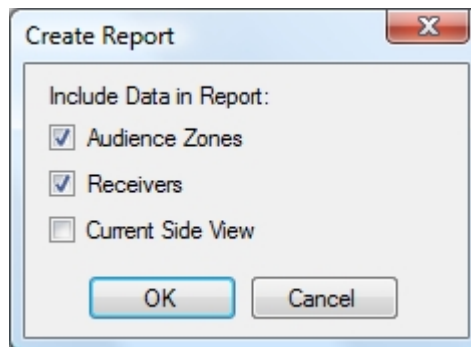 Create Report
Include Data in Report:
Audience Zones
Receivers
Current Side View
OK Cancel